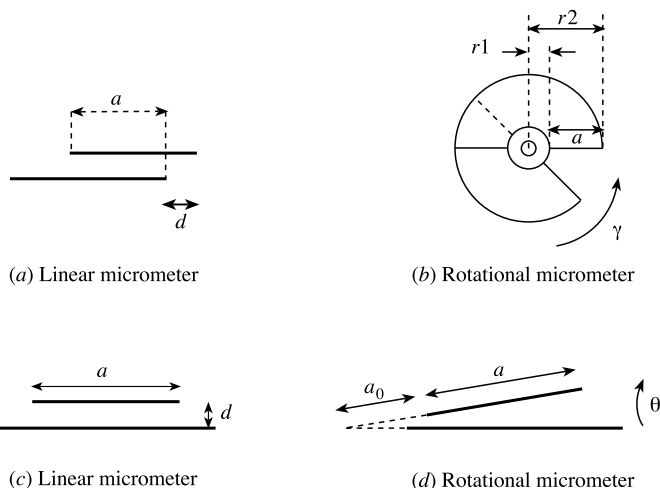 r2
r1
a
a
d
γ
(a) Linear micrometer
(b) Rotational micrometer
a
d
a0
a
θ
(c) Linear micrometer
(d) Rotational micrometer